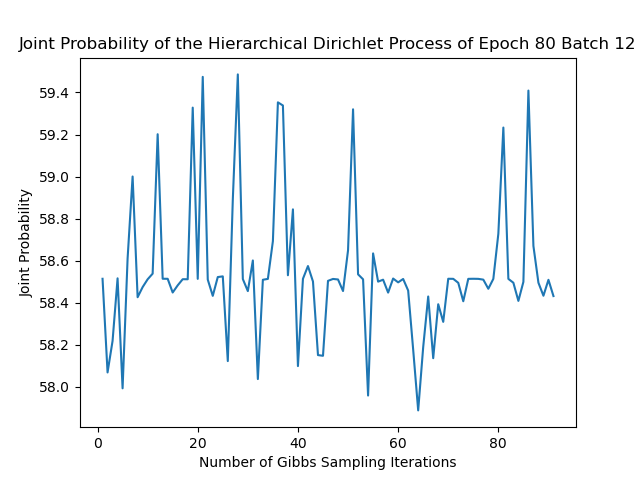 Joint Probability of the Hierarchical Dirichlet Process of Epoch 80 Batch 12
59.4
59.2
59.0
58.8
58.6
58.4
58.2
58.0
Joint Probability
0 20 40 60 80
Number of Gibbs Sampling Iterations